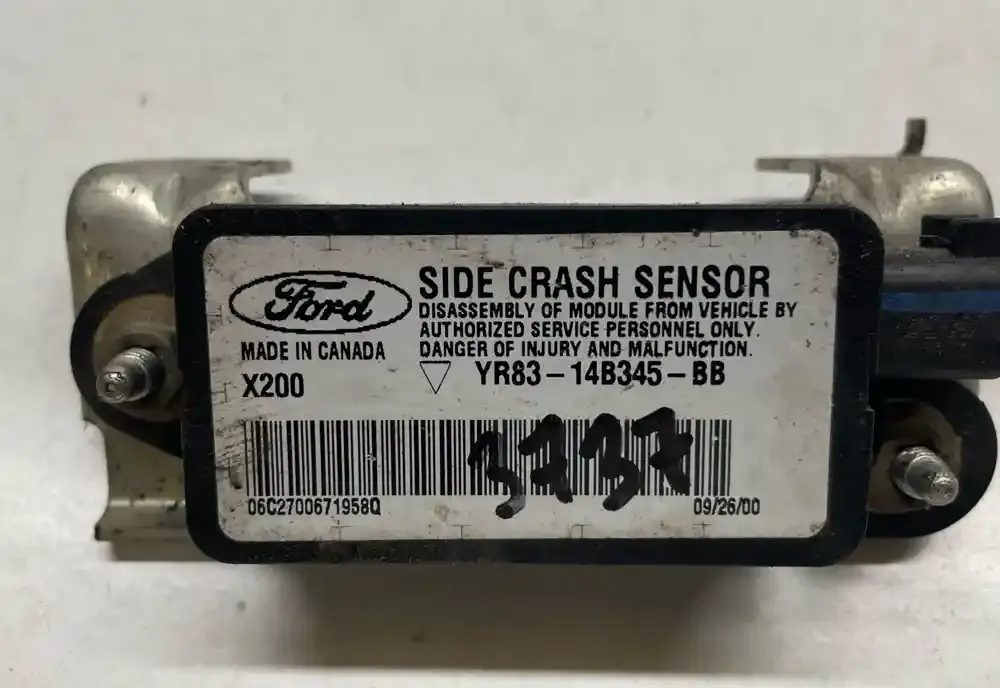 Ford
SIDE CRASH SENSOR
DISASSEMBLY OF MODULE FROM VEHICLE BY
AUTHORIZED SERVICE PERSONNEL ONLY.
DANGER OF INJURY AND MALFUNCTION.
MADE IN CANADA
X200
YR83-14B345-BB
3737
06C2700671958Q
09/26/00